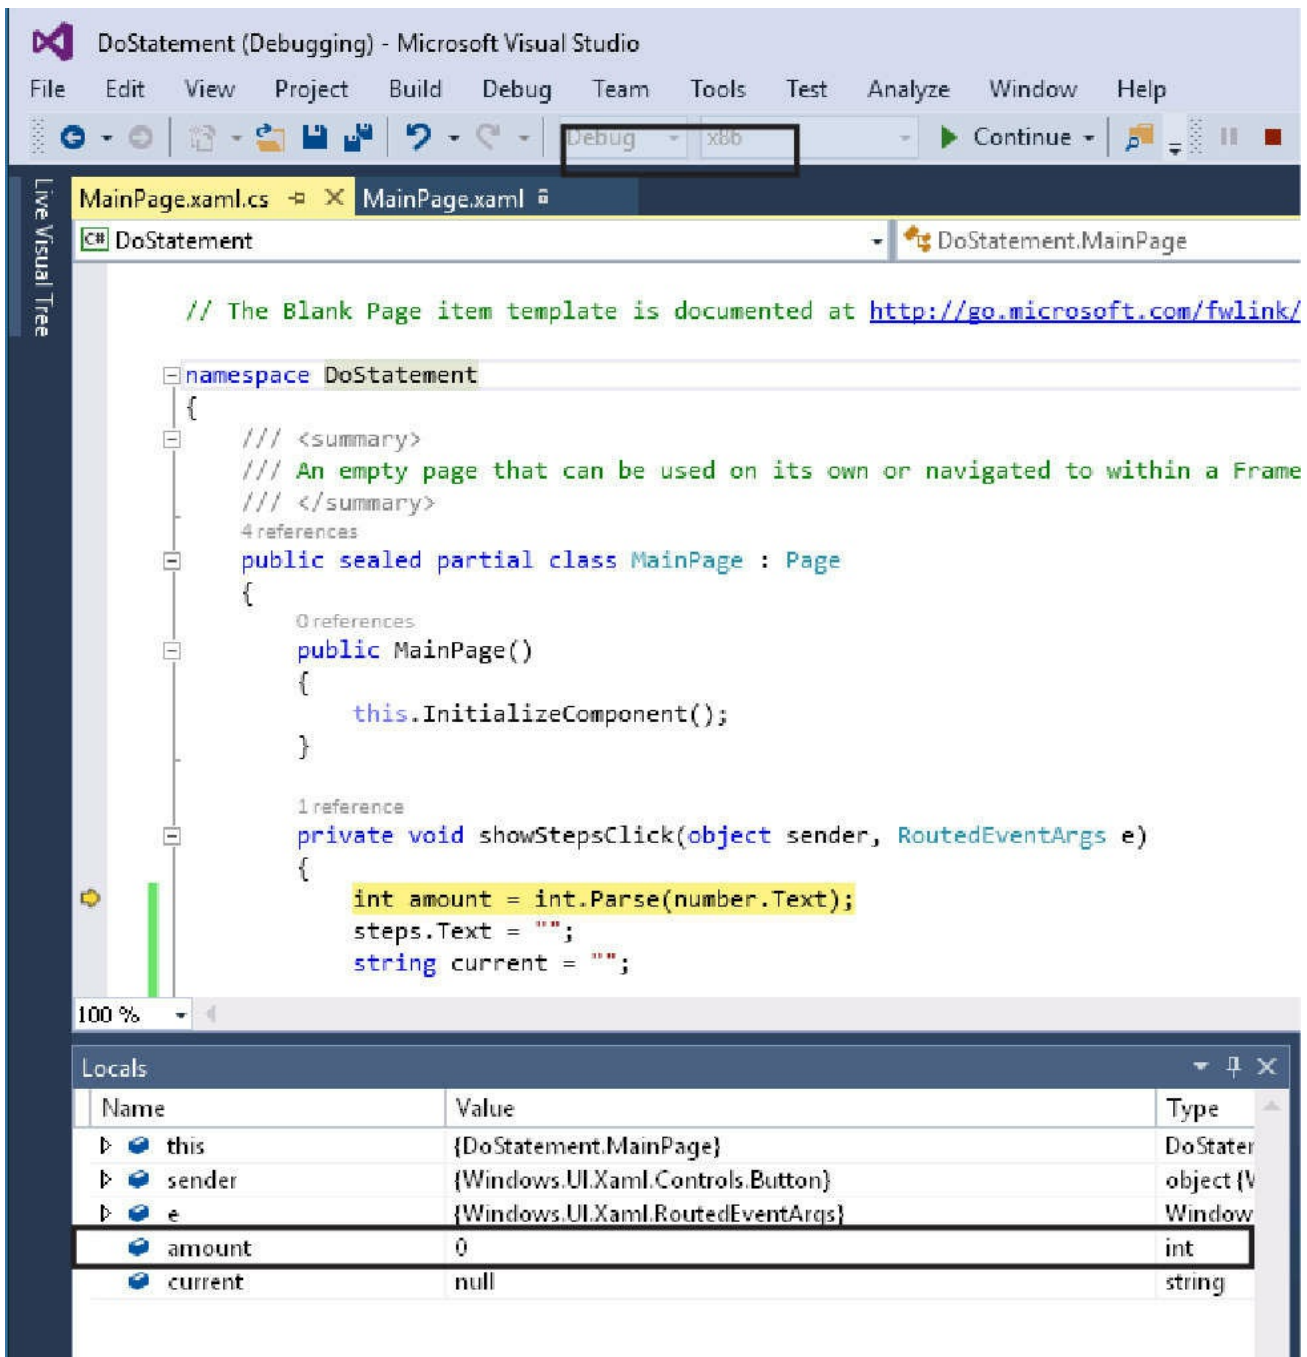 DoStatement (Debugging) - Microsoft Visual Studio
File Edit View Project Build Debug Team Tools Test Analyze Window Help
Debug x86 Continue
Live Visual Tree
MainPage.xaml.cs MainPage.xaml
C# DoStatement DoStatement.MainPage
// The Blank Page item template is documented at http://go.microsoft.com/fwlink/
namespace DoStatement
{
/// <summary>
/// An empty page that can be used on its own or navigated to within a Frame
/// </summary>
4 references
public sealed partial class MainPage : Page
{
0 references
public MainPage()
{
this.InitializeComponent();
}
1 reference
private void showStepsClick(object sender, RoutedEventArgs e)
{
int amount = int.Parse(number.Text);
steps.Text = "";
string current = "";
100 %
Locals
Name Value Type
this {DoStatement.MainPage} DoStater
sender {Windows.UI.Xaml.Controls.Button} object {W
e {Windows.UI.Xaml.RoutedEventArgs} Window
amount 0 int
current null string